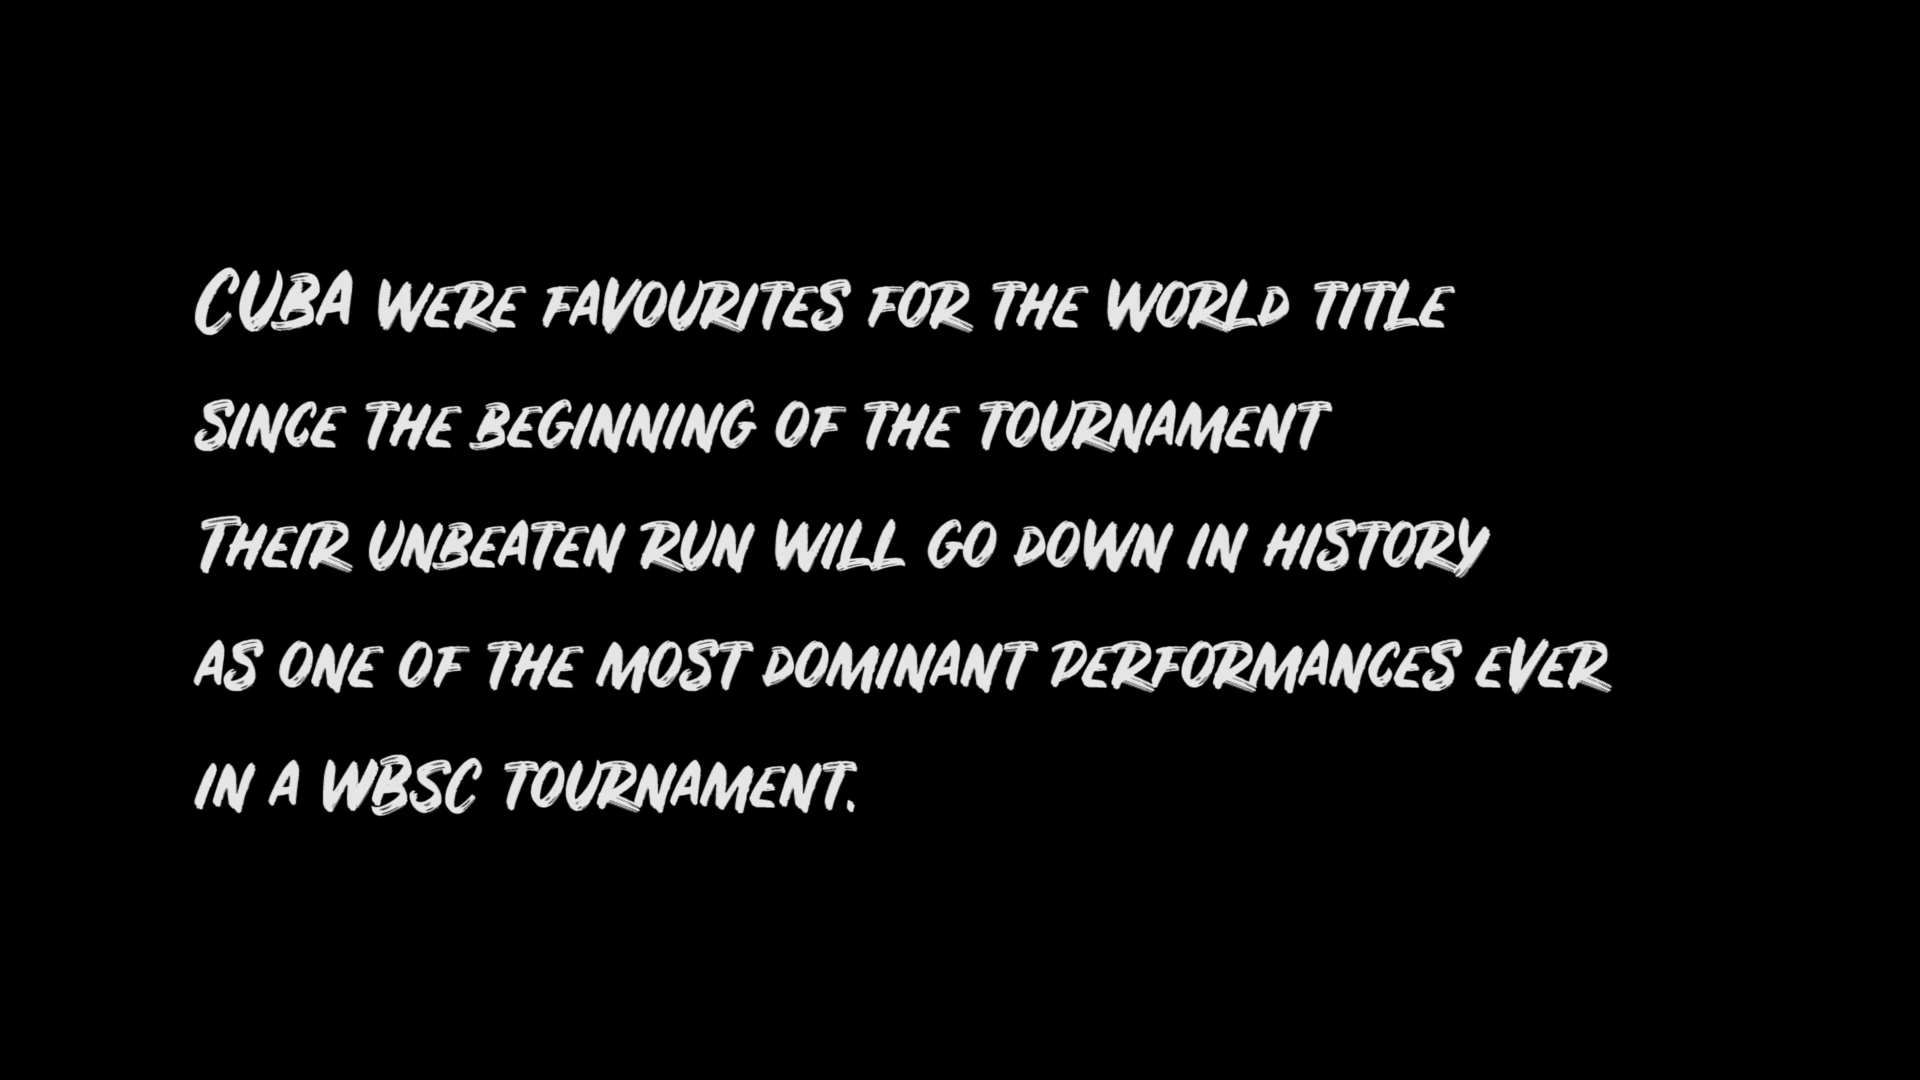 Cuba were favourites for the world title
since the beginning of the tournament
Their unbeaten run will go down in history
as one of the most dominant performances ever
in a WBSC tournament.